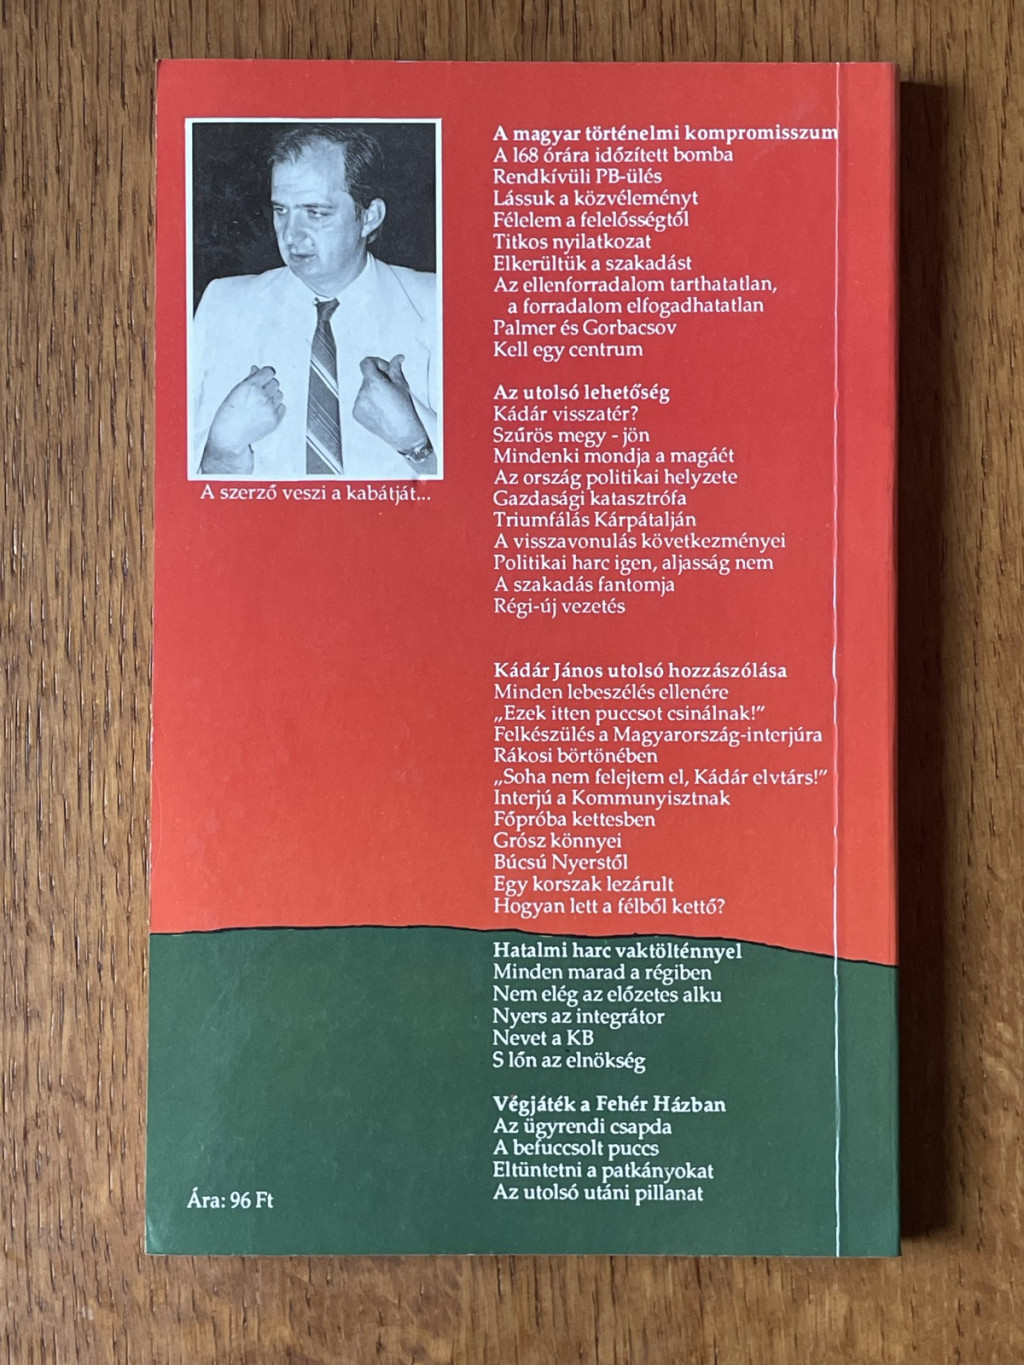 A szerző veszi a kabátját...
A magyar történelmi kompromisszum
A 168 órára időzített bomba
Rendkívüli PB-ülés
Lássuk a közvéleményt
Félelem a felelősségtől
Titkos nyilatkozat
Elkerültük a szakadást
Az ellenforradalom tarthatatlan,
a forradalom elfogadhatatlan
Palmer és Gorbacsov
Kell egy centrum
Az utolsó lehetőség
Kádár visszatér?
Szűrös megy - jön
Mindenki mondja a magáét
Az ország politikai helyzete
Gazdasági katasztrófa
Triumfálás Kárpátalján
A visszavonulás következményei
Politikai harc igen, aljasság nem
A szakadás fantomja
Régi-új vezetés
Kádár János utolsó hozzászólása
Minden lebeszélés ellenére
„Ezek itten puccsot csinálnak!”
Felkészülés a Magyarország-interjúra
Rákosi börtönében
„Soha nem felejtem el, Kádár elvtárs!”
Interjú a Kommunyisztnak
Főpróba kettesben
Grósz könnyei
Búcsú Nyerstől
Egy korszak lezárult
Hogyan lett a félből kettő?
Hatalmi harc vaktölténnyel
Minden marad a régiben
Nem elég az előzetes alku
Nyers az integrátor
Nevet a KB
S lőn az elnökség
Végjáték a Fehér Házban
Az ügyrendi csapda
A befuccsolt puccs
Eltüntetni a patkányokat
Az utolsó utáni pillanat
Ára: 96 Ft